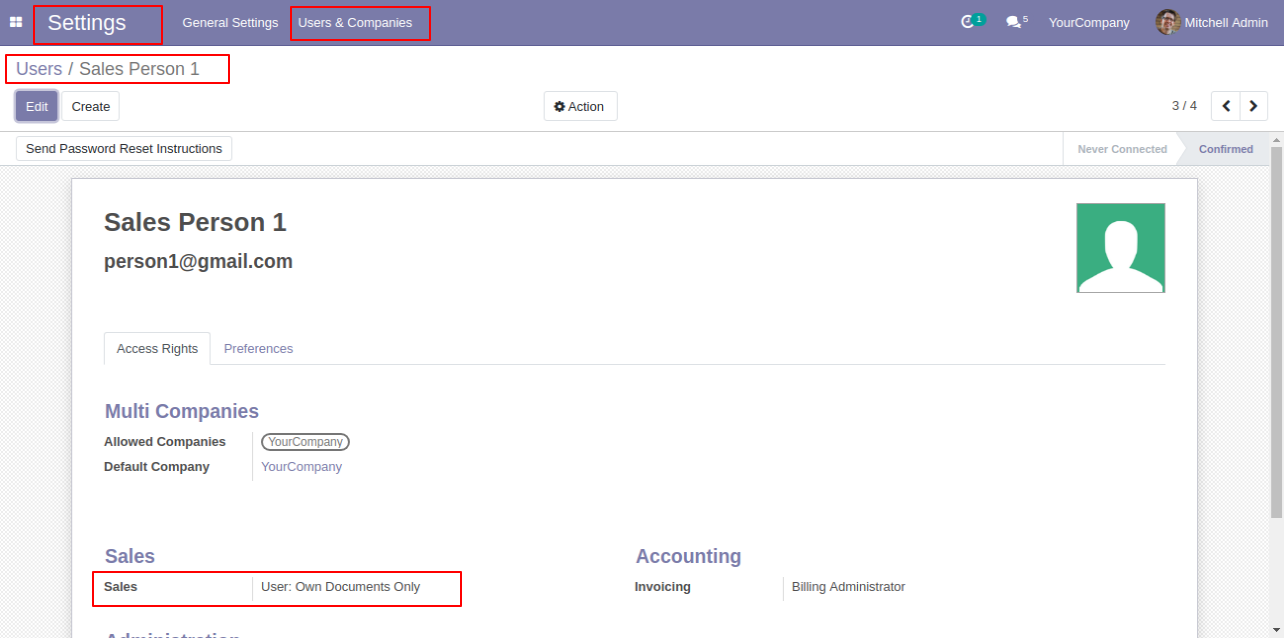 Settings General Settings Users & Companies 1 5 YourCompany Mitchell Admin
Users / Sales Person 1
Edit Create Action 3 / 4
Send Password Reset Instructions Never Connected Confirmed
Sales Person 1
person1@gmail.com
Access Rights Preferences
Multi Companies
Allowed Companies YourCompany
Default Company YourCompany
Sales Accounting
Sales User: Own Documents Only Invoicing Billing Administrator
Administration